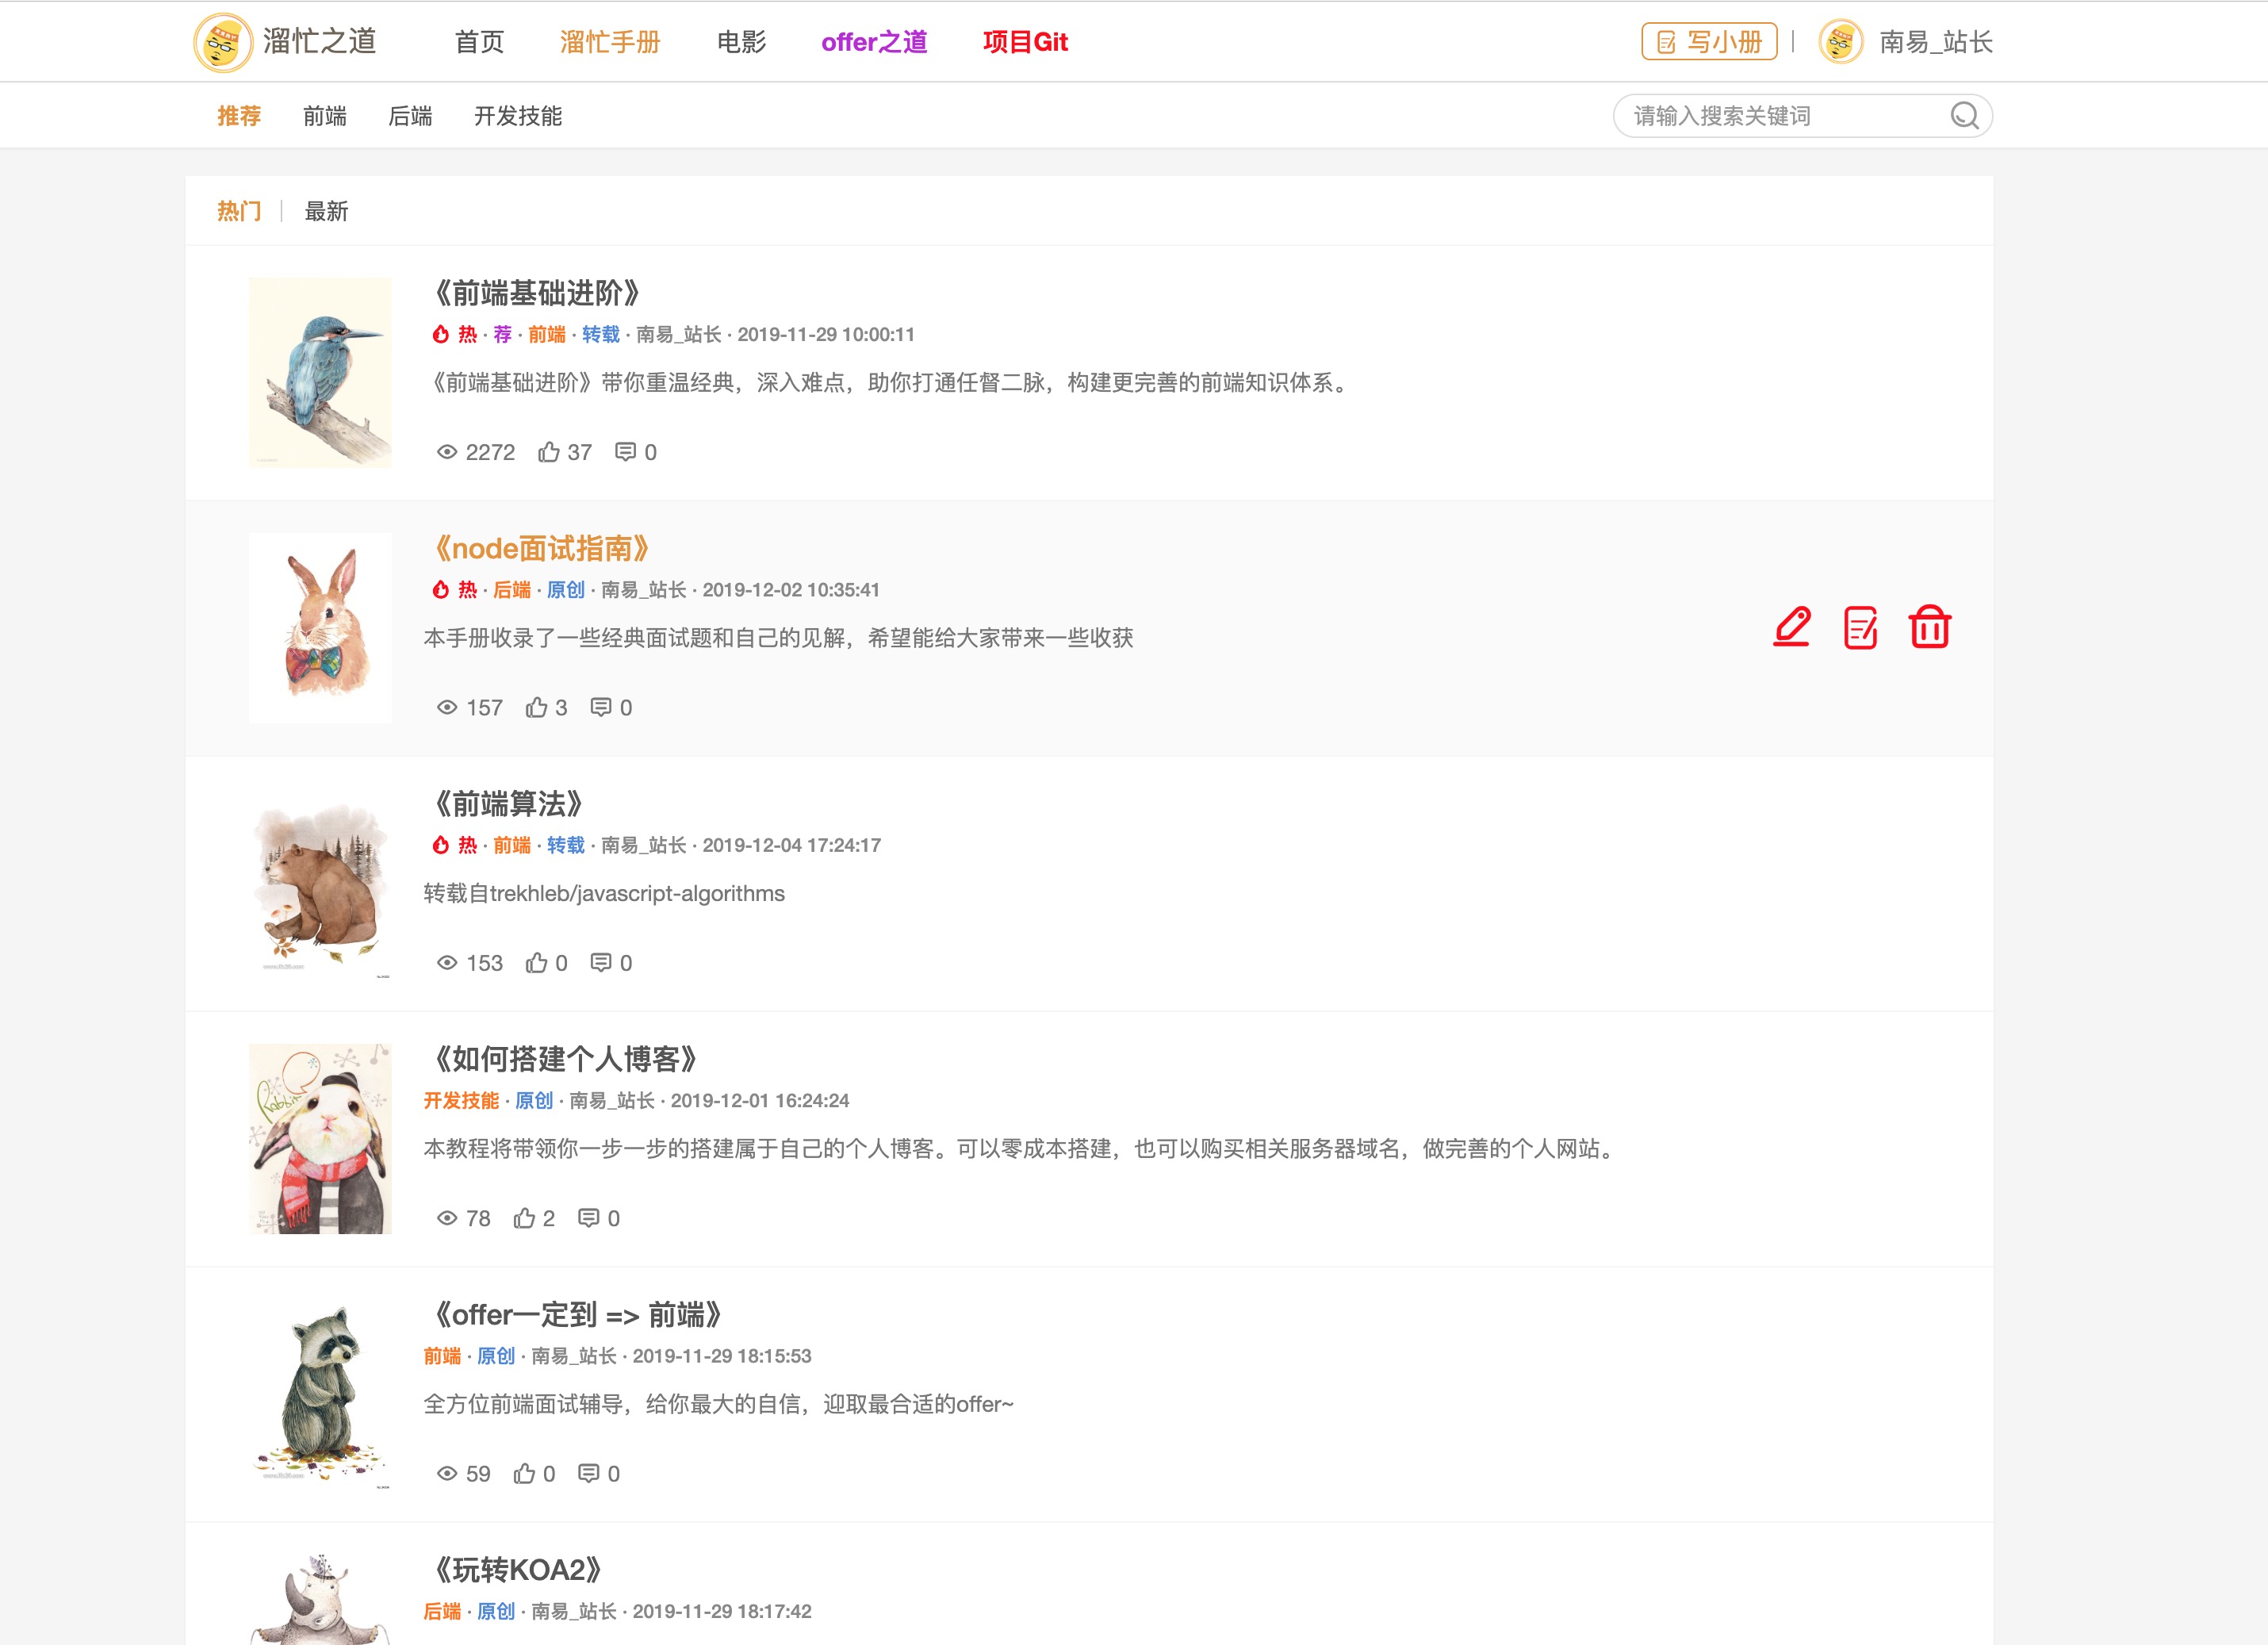 溜忙之道 首页 溜忙手册 电影 offer之道 项目Git 写小册 南易_站长
推荐 前端 后端 开发技能 请输入搜索关键词
热门 最新
《前端基础进阶》
热 · 荐 · 前端 · 转载 · 南易_站长 · 2019-11-29 10:00:11
《前端基础进阶》带你重温经典，深入难点，助你打通任督二脉，构建更完善的前端知识体系。
2272 37 0
《node面试指南》
热 · 后端 · 原创 · 南易_站长 · 2019-12-02 10:35:41
本手册收录了一些经典面试题和自己的见解，希望能给大家带来一些收获
157 3 0
《前端算法》
热 · 前端 · 转载 · 南易_站长 · 2019-12-04 17:24:17
转载自trekhleb/javascript-algorithms
153 0 0
《如何搭建个人博客》
开发技能 · 原创 · 南易_站长 · 2019-12-01 16:24:24
本教程将带领你一步一步的搭建属于自己的个人博客。可以零成本搭建，也可以购买相关服务器域名，做完善的个人网站。
78 2 0
《offer一定到 => 前端》
前端 · 原创 · 南易_站长 · 2019-11-29 18:15:53
全方位前端面试辅导，给你最大的自信，迎取最合适的offer~
59 0 0
《玩转KOA2》
后端 · 原创 · 南易_站长 · 2019-11-29 18:17:42